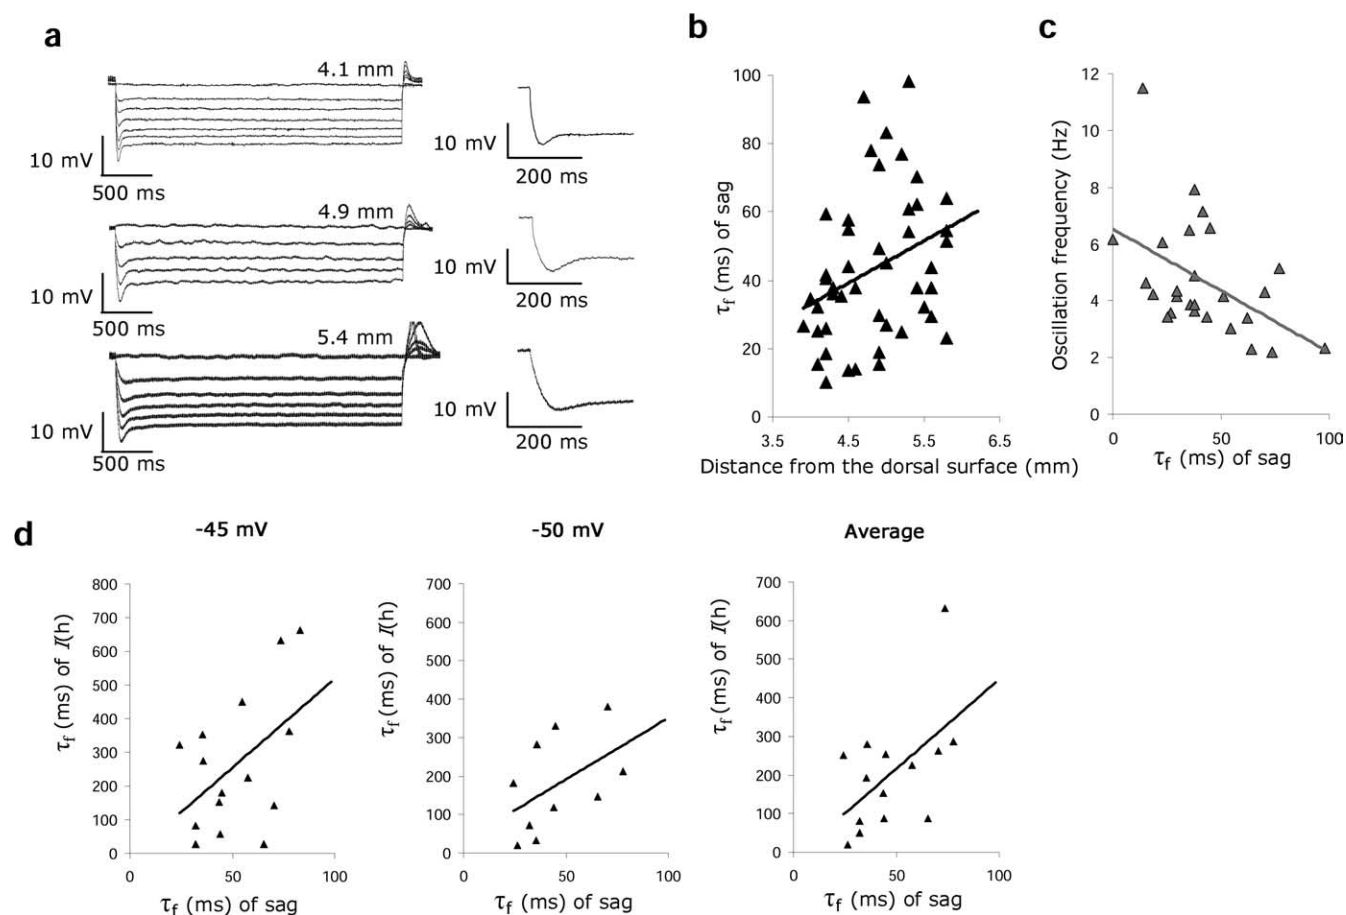 a
4.1 mm
10 mV
500 ms
10 mV
200 ms
4.9 mm
10 mV
500 ms
10 mV
200 ms
5.4 mm
10 mV
500 ms
10 mV
200 ms
b
τf (ms) of sag
100
80
60
40
20
0
3.5 4.5 5.5 6.5
Distance from the dorsal surface (mm)
c
Oscillation frequency (Hz)
12
10
8
6
4
2
0
0 50 100
τf (ms) of sag
d
-45 mV
τf (ms) of I(h)
800
700
600
500
400
300
200
100
0
0 50 100
τf (ms) of sag
-50 mV
τf (ms) of I(h)
700
600
500
400
300
200
100
0
0 50 100
τf (ms) of sag
Average
τf (ms) of I(h)
700
600
500
400
300
200
100
0
0 50 100
τf (ms) of sag